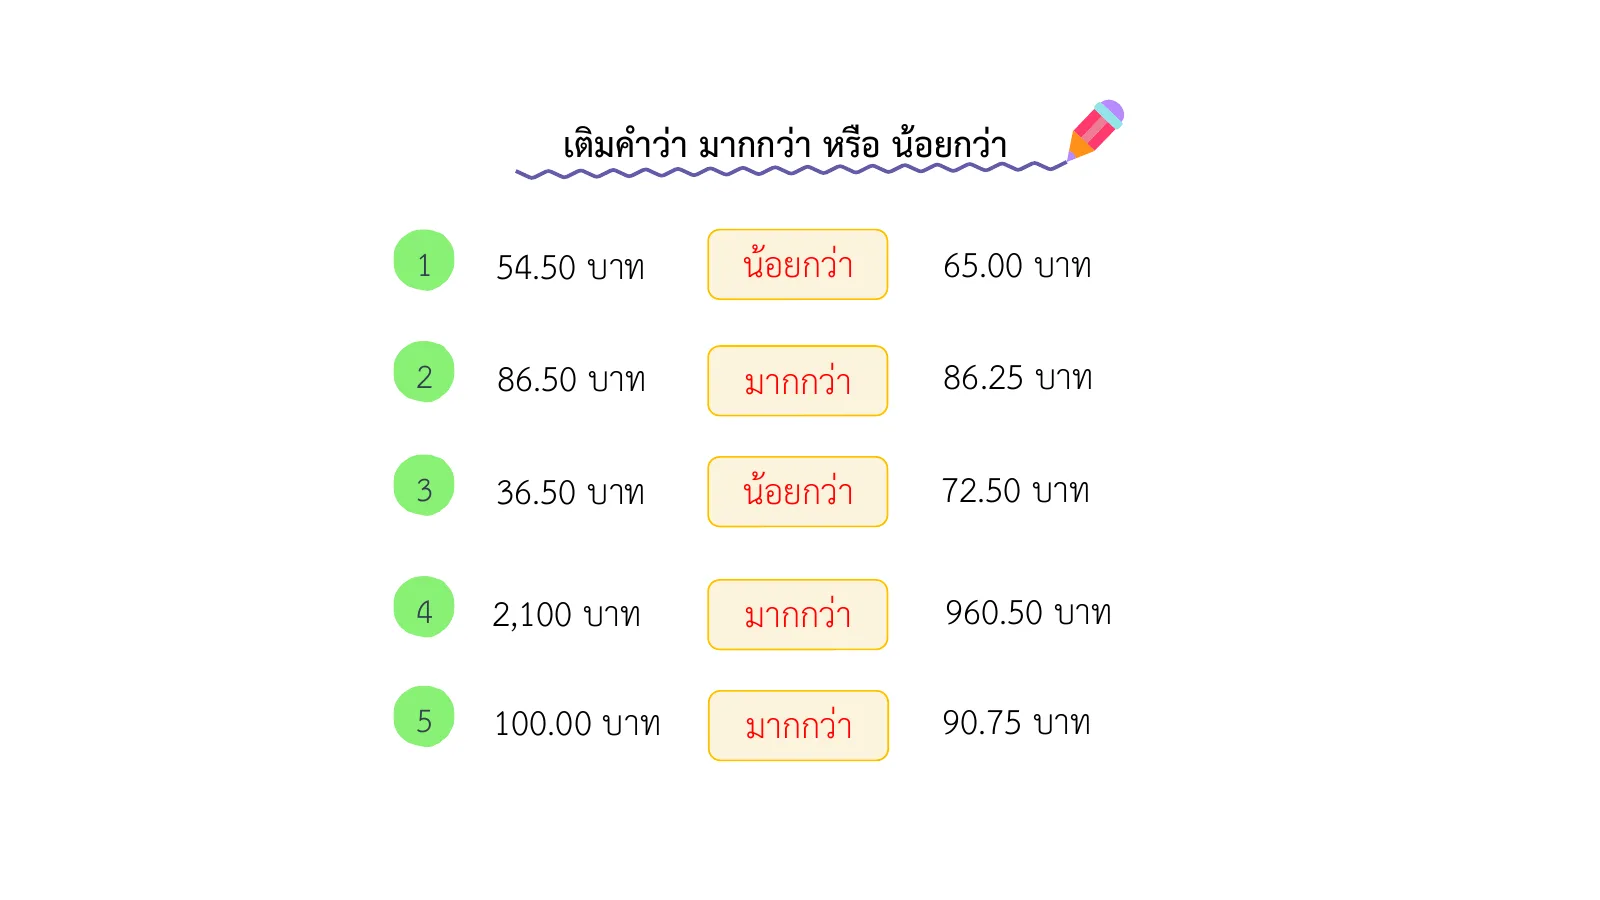 เติมคำว่า มากกว่า หรือ น้อยกว่า
1 54.50 บาท น้อยกว่า 65.00 บาท
2 86.50 บาท มากกว่า 86.25 บาท
3 36.50 บาท น้อยกว่า 72.50 บาท
4 2,100 บาท มากกว่า 960.50 บาท
5 100.00 บาท มากกว่า 90.75 บาท